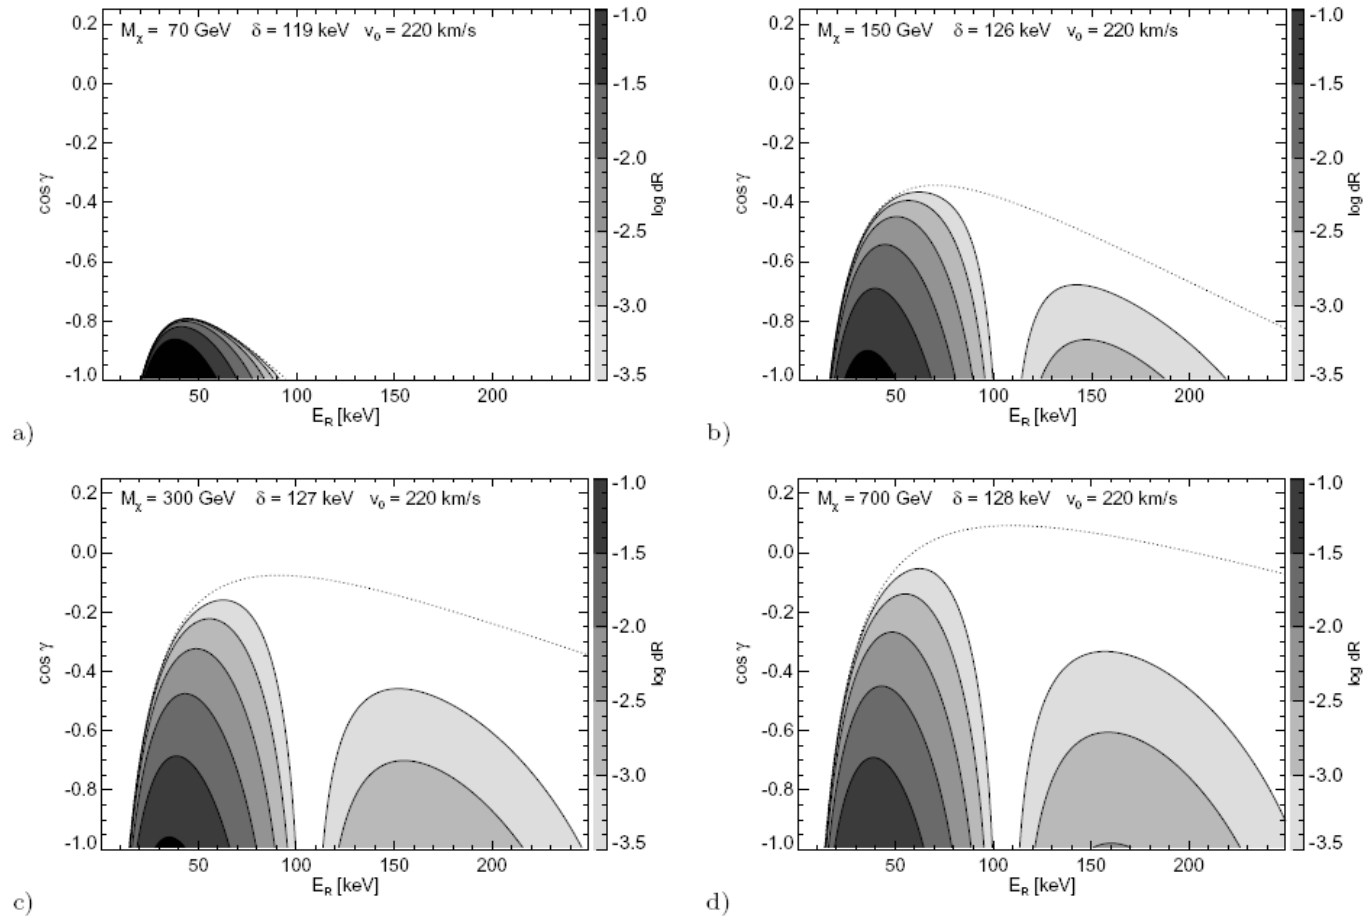 M_χ = 70 GeV δ = 119 keV v_0 = 220 km/s
0.2
0.0
-0.2
-0.4
-0.6
-0.8
-1.0
cos γ
50 100 150 200
E_R [keV]
-1.0
-1.5
-2.0
-2.5
-3.0
-3.5
log dR
a)
M_χ = 150 GeV δ = 126 keV v_0 = 220 km/s
0.2
0.0
-0.2
-0.4
-0.6
-0.8
-1.0
cos γ
50 100 150 200
E_R [keV]
-1.0
-1.5
-2.0
-2.5
-3.0
-3.5
log dR
b)
M_χ = 300 GeV δ = 127 keV v_0 = 220 km/s
0.2
0.0
-0.2
-0.4
-0.6
-0.8
-1.0
cos γ
50 100 150 200
E_R [keV]
-1.0
-1.5
-2.0
-2.5
-3.0
-3.5
log dR
c)
M_χ = 700 GeV δ = 128 keV v_0 = 220 km/s
0.2
0.0
-0.2
-0.4
-0.6
-0.8
-1.0
cos γ
50 100 150 200
E_R [keV]
-1.0
-1.5
-2.0
-2.5
-3.0
-3.5
log dR
d)